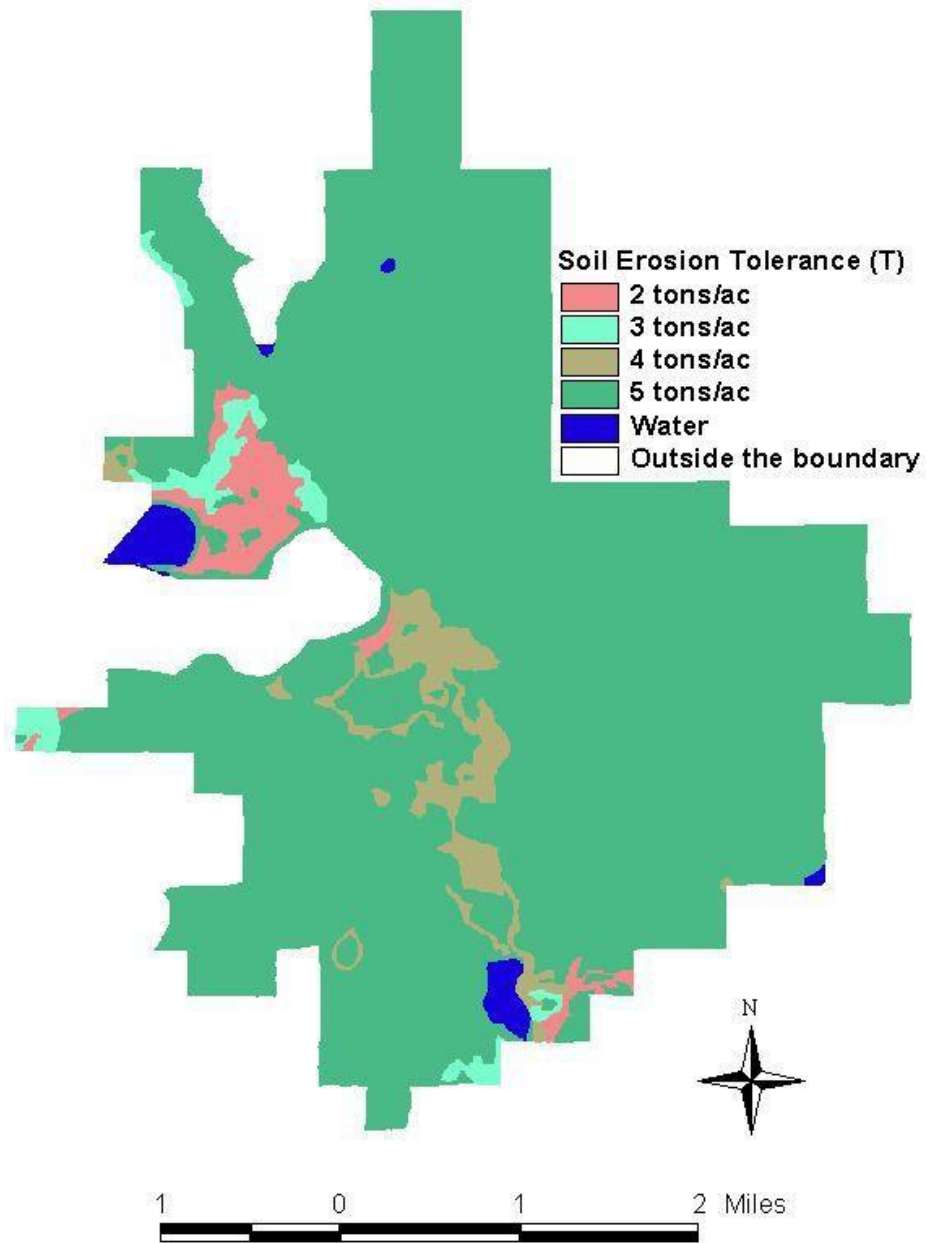 Soil Erosion Tolerance (T)
2 tons/ac
3 tons/ac
4 tons/ac
5 tons/ac
Water
Outside the boundary
N
1 0 1 2 Miles